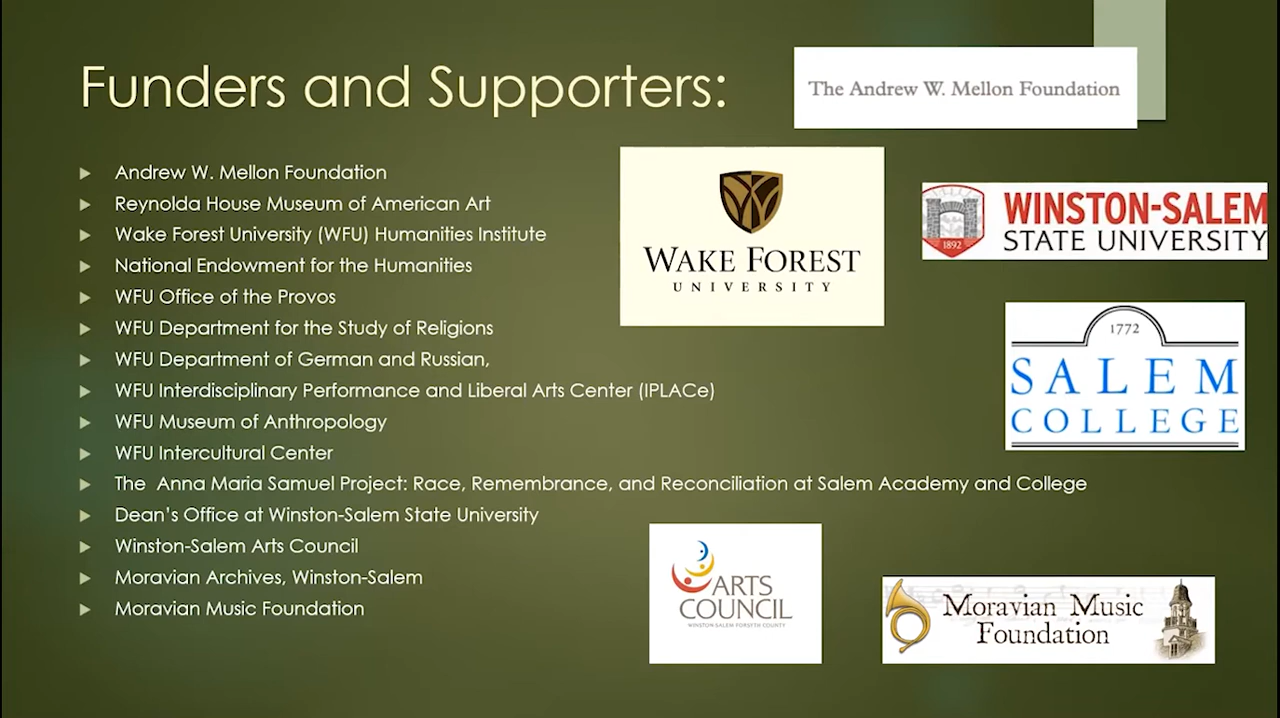 Funders and Supporters:
The Andrew W. Mellon Foundation
Andrew W. Mellon Foundation
Reynolda House Museum of American Art
Wake Forest University (WFU) Humanities Institute
National Endowment for the Humanities
WFU Office of the Provos
WFU Department for the Study of Religions
WFU Department of German and Russian,
WFU Interdisciplinary Performance and Liberal Arts Center (IPLACe)
WFU Museum of Anthropology
WFU Intercultural Center
The  Anna Maria Samuel Project: Race, Remembrance, and Reconciliation at Salem Academy and College
Dean's Office at Winston-Salem State University
Winston-Salem Arts Council
Moravian Archives, Winston-Salem
Moravian Music Foundation
WAKE FOREST
UNIVERSITY
1892
WINSTON-SALEM
STATE UNIVERSITY
1772
SALEM
COLLEGE
ARTS
COUNCIL
WINSTON-SALEM FORSYTH COUNTY
Moravian Music
Foundation